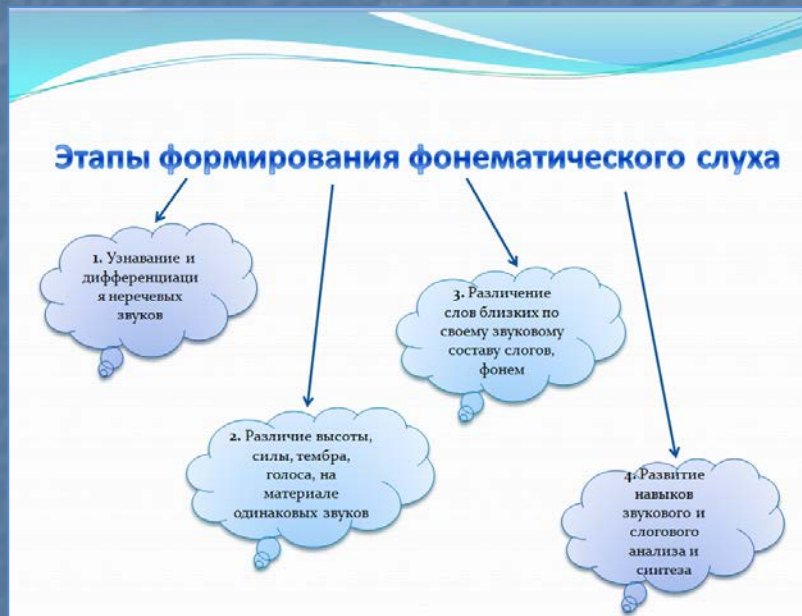 Этапы формирования фонематического слуха
1. Узнавание и
дифференциаци
я неречевых
звуков
2. Различие высоты,
силы, тембра,
голоса, на
материале
одинаковых звуков
3. Различение
слов близких по
своему звуковому
составу слогов,
фонем
4. Развитие
навыков
звукового и
слогового
анализа и
синтеза